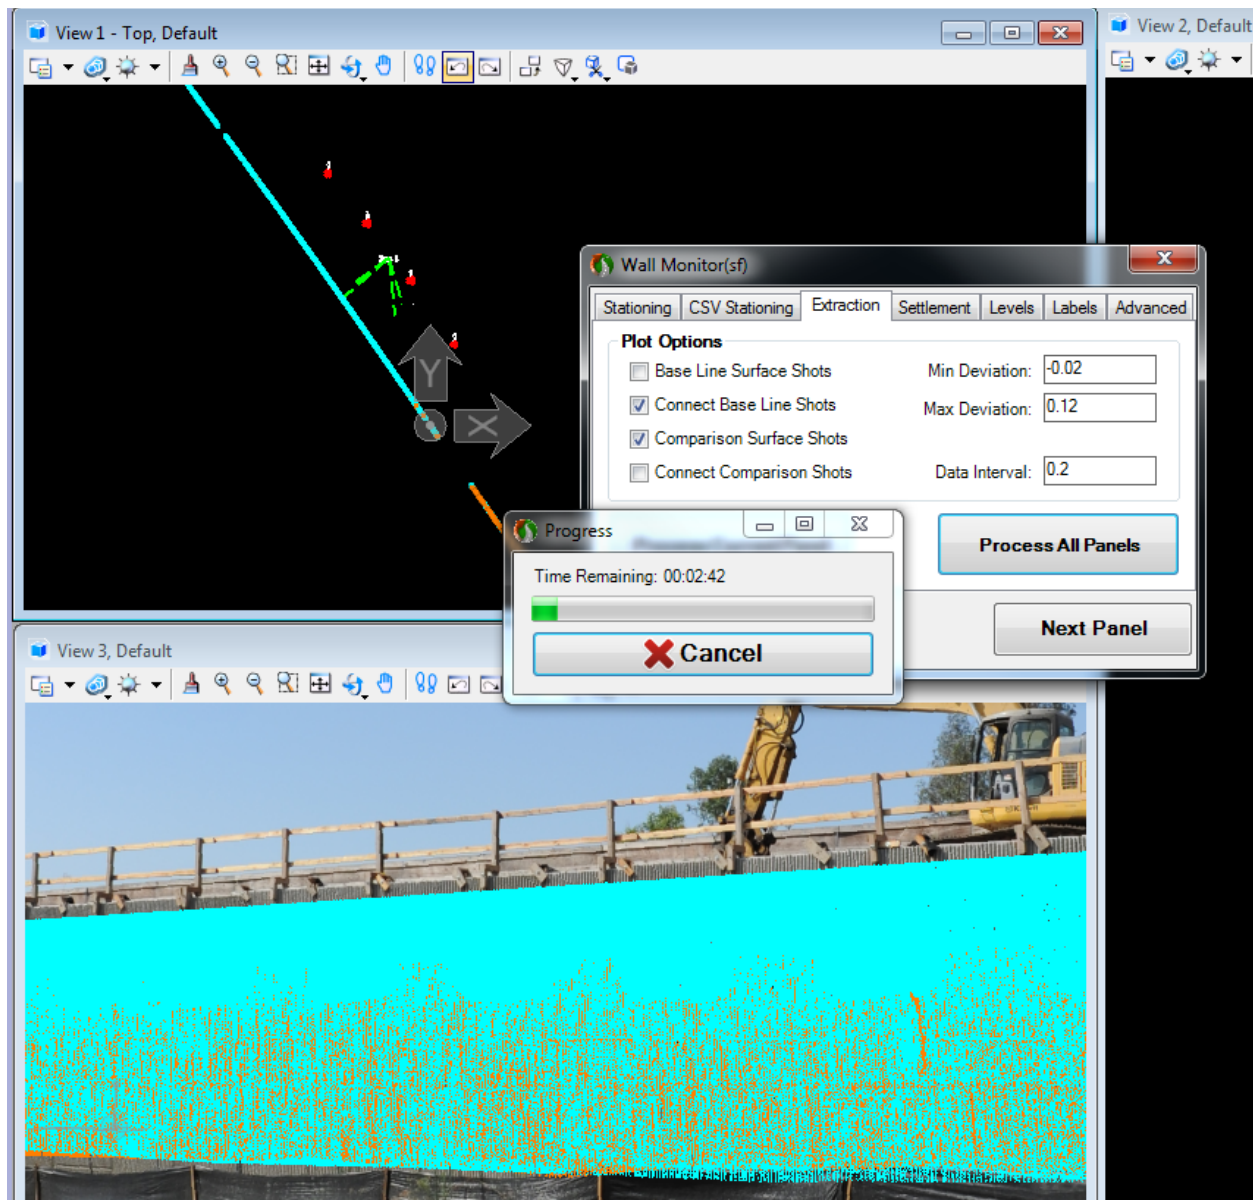 View 1 - Top, Default
View 2, Default
Y
X
Wall Monitor(sf)
Stationing CSV Stationing Extraction Settlement Levels Labels Advanced
Plot Options
Base Line Surface Shots Min Deviation: -0.02
Connect Base Line Shots Max Deviation: 0.12
Comparison Surface Shots
Connect Comparison Shots Data Interval: 0.2
Process All Panels
Next Panel
Progress
Time Remaining: 00:02:42
Cancel
View 3, Default